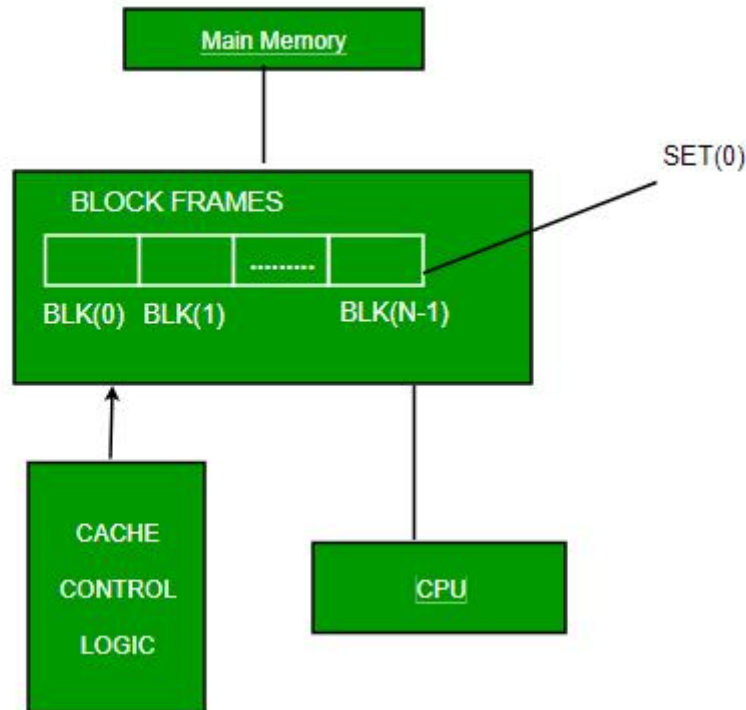 Main Memory
SET(0)
BLOCK FRAMES
.........
BLK(0) BLK(1) BLK(N-1)
CACHE
CONTROL
LOGIC
CPU